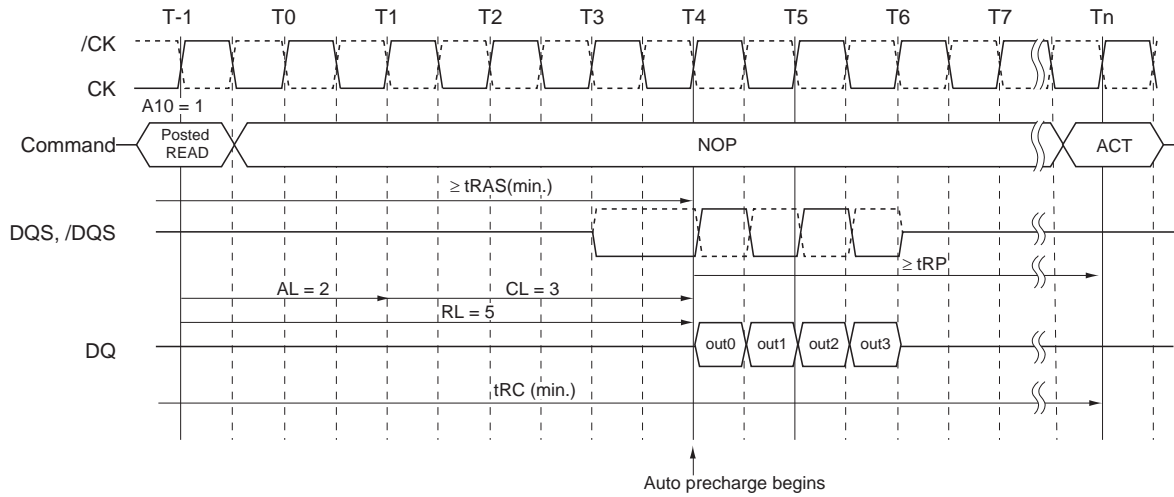 T-1 T0 T1 T2 T3 T4 T5 T6 T7 Tn
/CK
CK
A10 = 1
Command
Posted
READ
NOP
ACT
≥ tRAS(min.)
DQS, /DQS
≥ tRP
AL = 2
CL = 3
RL = 5
DQ
out0 out1 out2 out3
tRC (min.)
Auto precharge begins